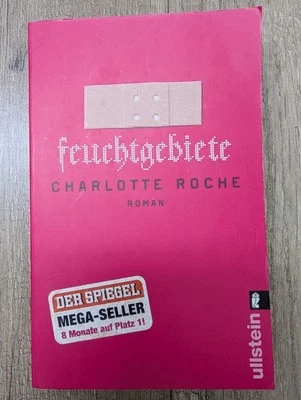 feuchtgebiete
CHARLOTTE ROCHE
ROMAN
DER SPIEGEL
MEGA-SELLER
8 Monate auf Platz 1!
ullstein